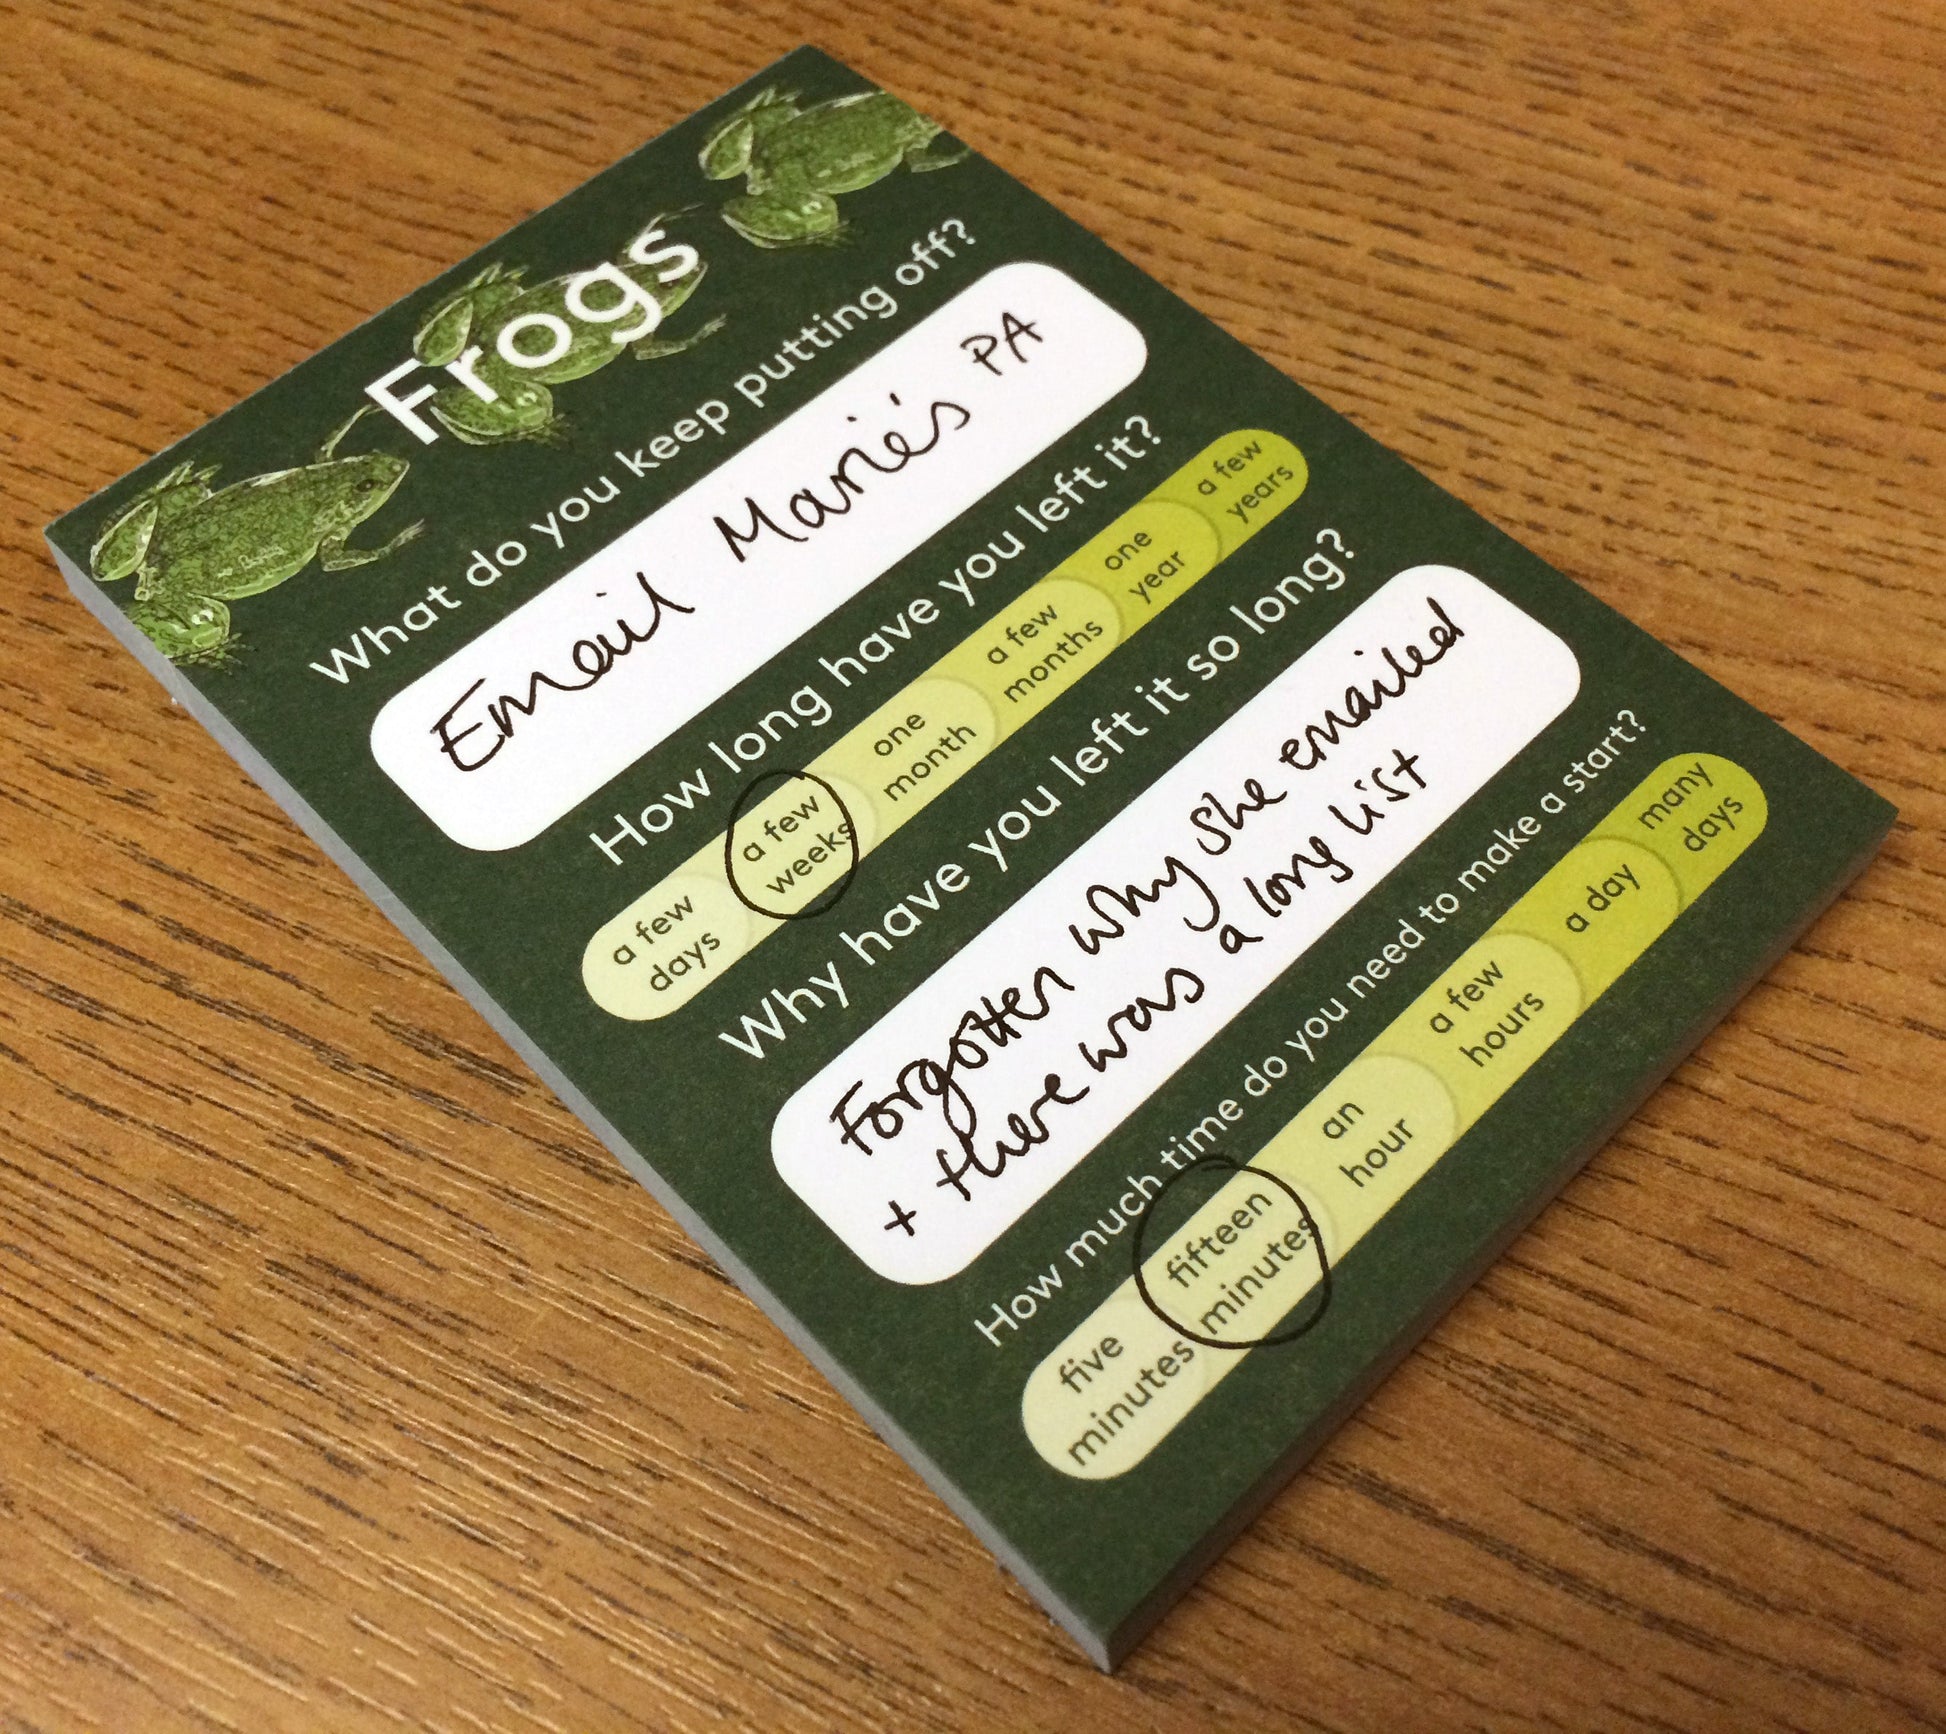 Frogs
What do you keep putting off?
Email Marie's PA
How long have you left it?
a few days
a few weeks
one month
a few months
one year
a few years
Why have you left it so long?
Forgotten why she emailed
+ there was a long list
How much time do you need to make a start?
five minutes
fifteen minutes
an hour
a few hours
a day
many days